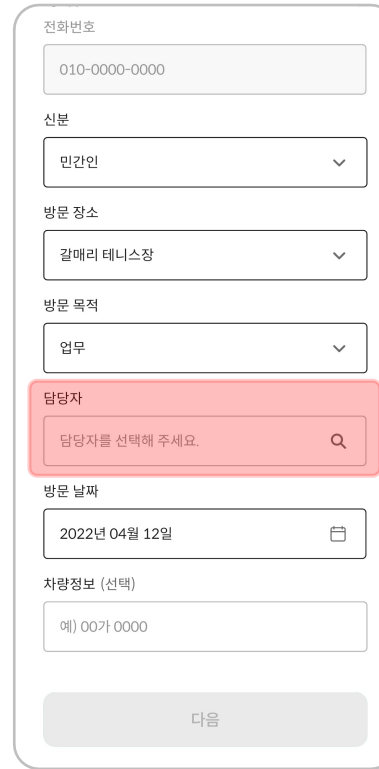 전화번호
010-0000-0000
신분
민간인
방문 장소
갈매리 테니스장
방문 목적
업무
담당자
담당자를 선택해 주세요.
방문 날짜
2022년 04월 12일
차량정보 (선택)
예) 00가 0000
다음